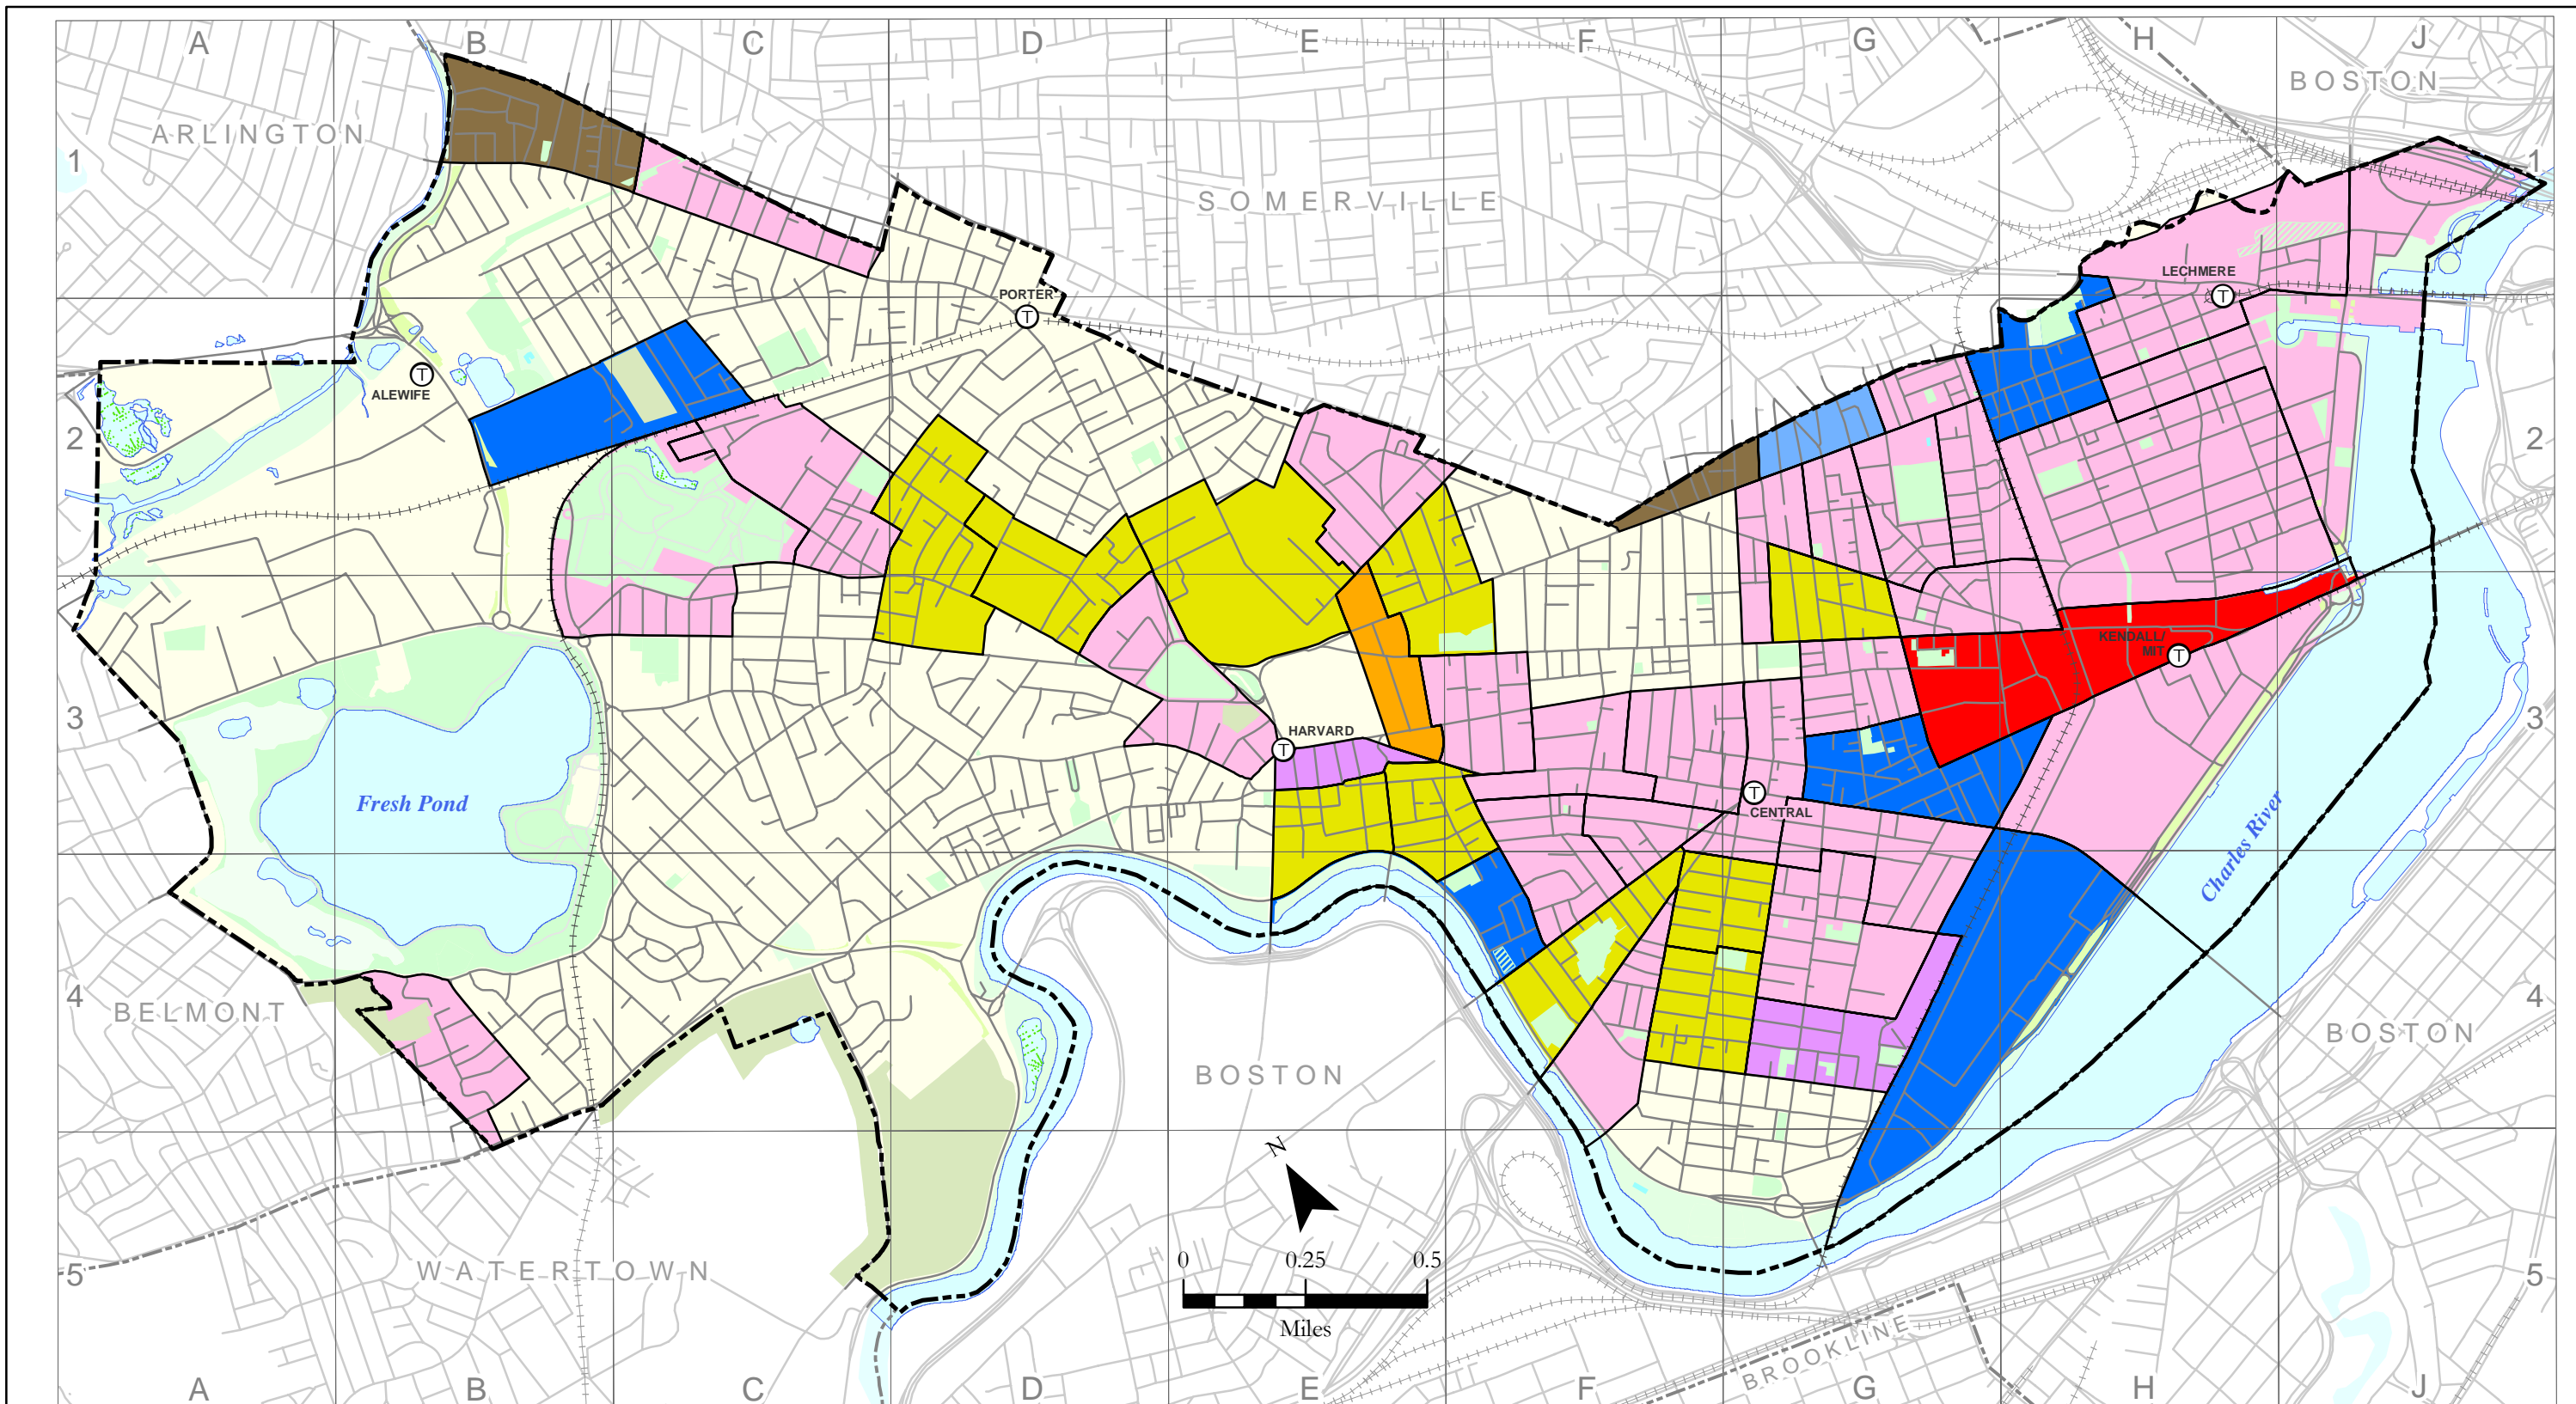 A B C D E F G H J
BOSTON
ARLINGTON
1 1
SOMERVILLE
LECHMERE
T
PORTER
T
T
ALEWIFE
2 2
KENDALL/
MIT T
3 3
HARVARD
T
Fresh Pond
T
CENTRAL
Charles River
4 4
BELMONT
BOSTON
BOSTON
N
0 0.25 0.5
Miles
WATERTOWN
5 5
BROOKLINE
A B C D E F G H J